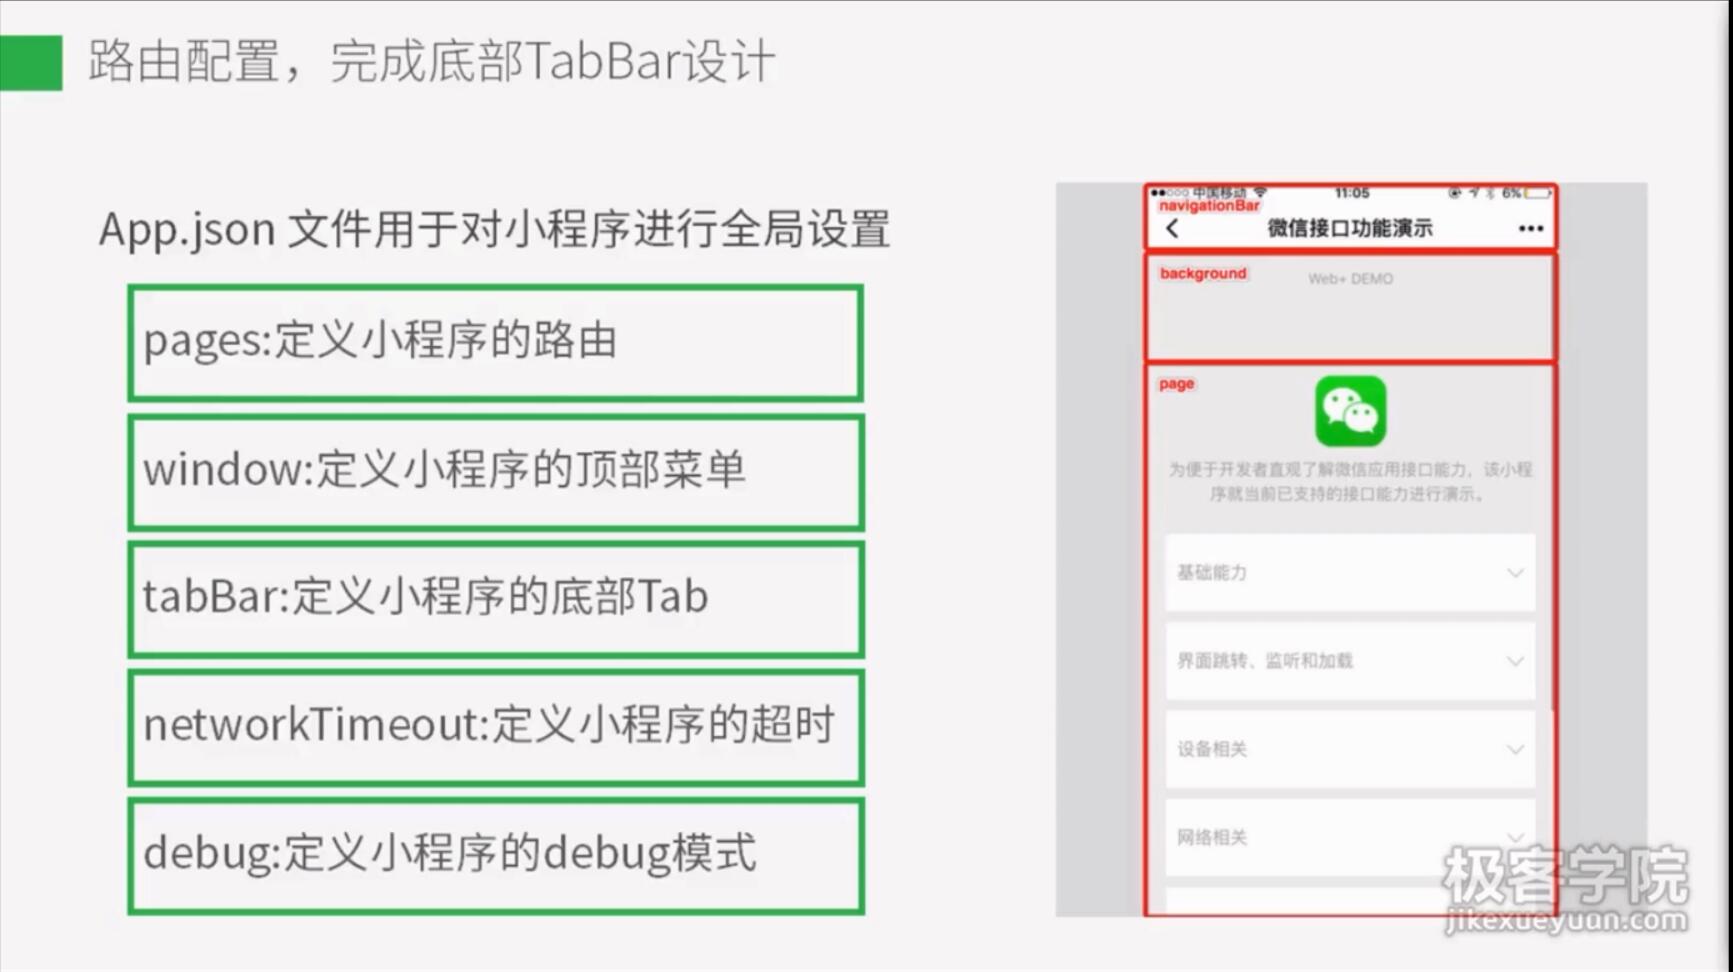 路由配置，完成底部TabBar设计
App.json 文件用于对小程序进行全局设置
pages:定义小程序的路由
window:定义小程序的顶部菜单
tabBar:定义小程序的底部Tab
networkTimeout:定义小程序的超时
debug:定义小程序的debug模式
中国移动 11:05 6%
navigationBar
微信接口功能演示
background
Web+ DEMO
page
为便于开发者直观了解微信应用接口能力，该小程
序就当前已支持的接口能力进行演示。
基础能力
界面跳转、监听和加载
设备相关
网络相关
极客学院
jikexueyuan.com